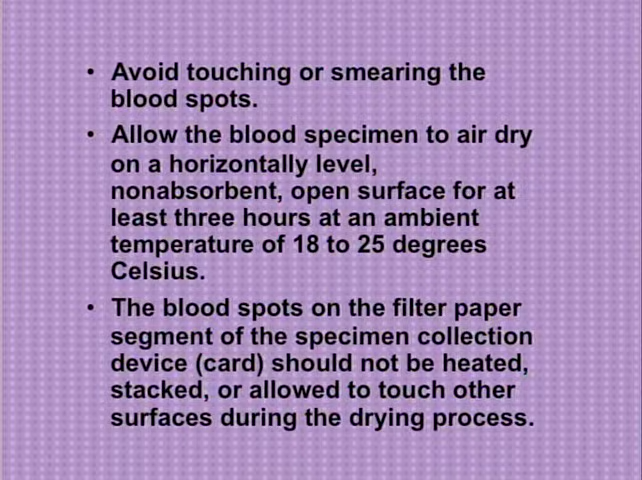 • Avoid touching or smearing the
blood spots.
• Allow the blood specimen to air dry
on a horizontally level,
nonabsorbent, open surface for at
least three hours at an ambient
temperature of 18 to 25 degrees
Celsius.
• The blood spots on the filter paper
segment of the specimen collection
device (card) should not be heated,
stacked, or allowed to touch other
surfaces during the drying process.